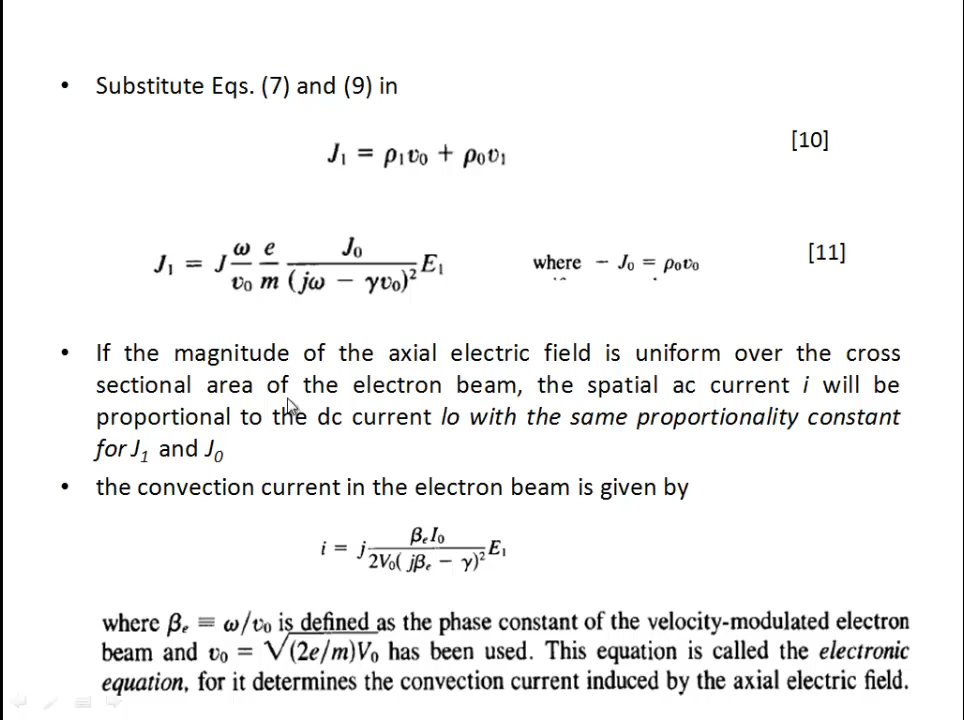 • Substitute Eqs. (7) and (9) in
J₁ = ρ₁v₀ + ρ₀v₁ [10]
J₁ = J ω/v₀ e/m J₀/(jω − γv₀)² E₁ where − J₀ = ρ₀v₀ [11]
• If the magnitude of the axial electric field is uniform over the cross
sectional area of the electron beam, the spatial ac current i will be
proportional to the dc current Io with the same proportionality constant
for J₁ and J₀
• the convection current in the electron beam is given by
i = j βₑI₀/2V₀(jβₑ − γ)² E₁
where βₑ ≡ ω/v₀ is defined as the phase constant of the velocity-modulated electron
beam and v₀ = √(2e/m)V₀ has been used. This equation is called the electronic
equation, for it determines the convection current induced by the axial electric field.